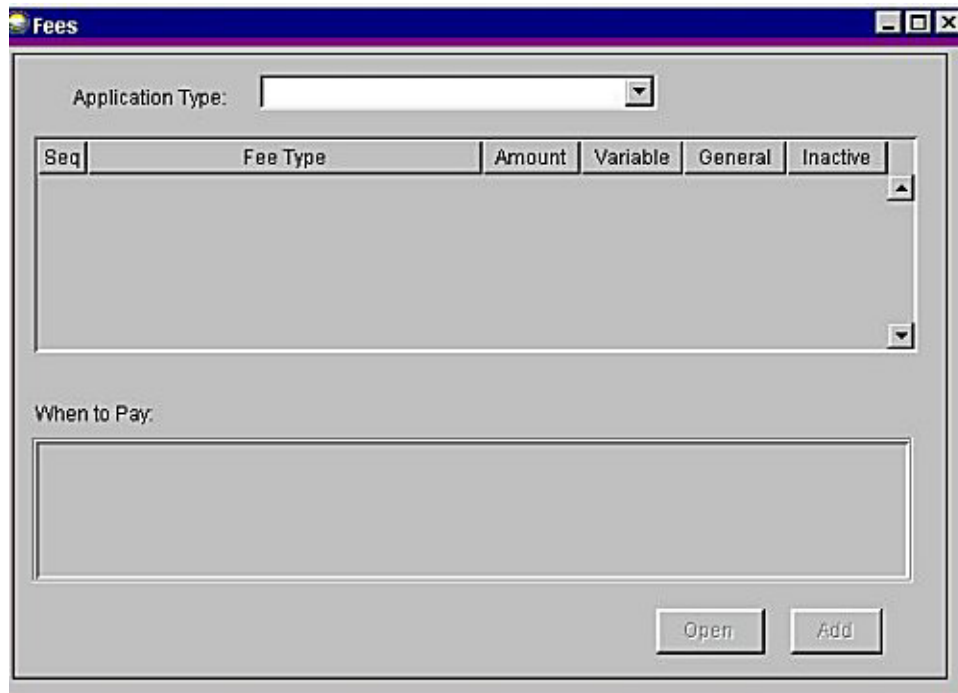 Fees
Application Type:
Seq Fee Type Amount Variable General Inactive
When to Pay:
Open Add